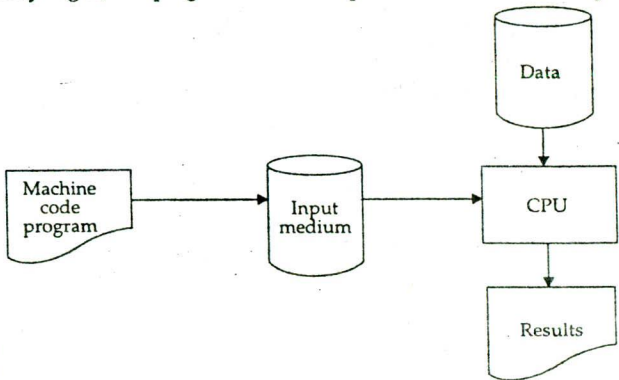 Data
Machine
code
program
Input
medium
CPU
Results